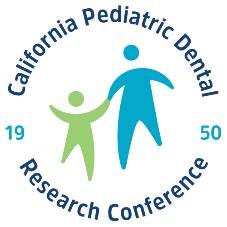 California Pediatric Dental
19 50
Research Conference